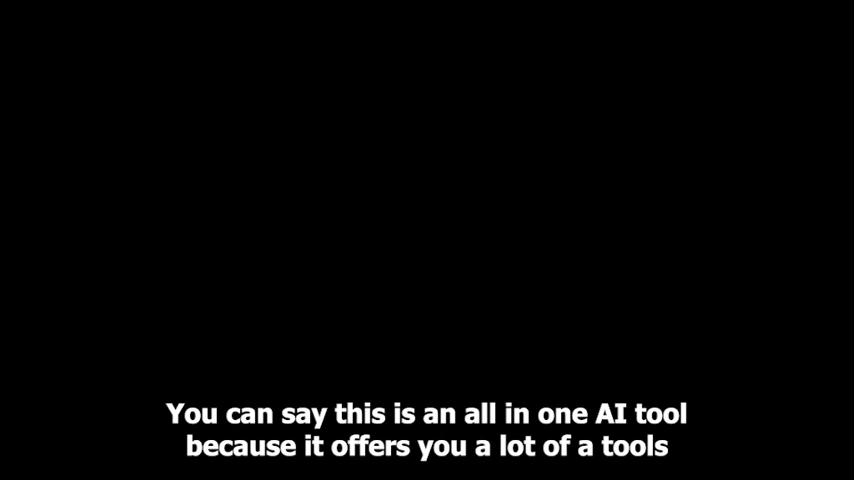 You can say this is an all in one AI tool
because it offers you a lot of a tools